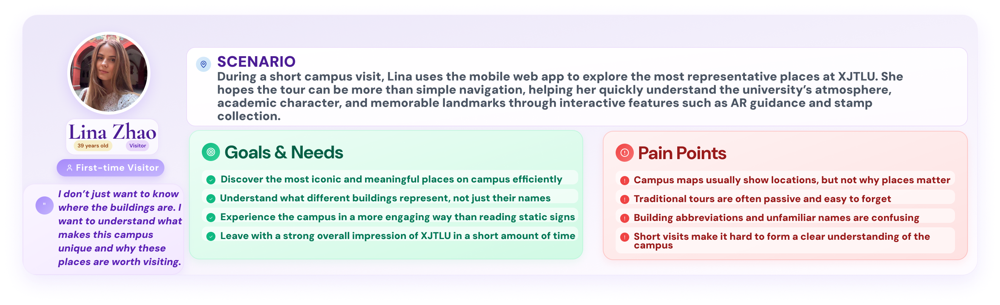 Lina Zhao
39 years old
Visitor
First-time Visitor
"
I don’t just want to know
where the buildings are. I
want to understand what
makes this campus
unique and why these
places are worth visiting.
SCENARIO
During a short campus visit, Lina uses the mobile web app to explore the most representative places at XJTLU. She
hopes the tour can be more than simple navigation, helping her quickly understand the university’s atmosphere,
academic character, and memorable landmarks through interactive features such as AR guidance and stamp
collection.
Goals & Needs
Discover the most iconic and meaningful places on campus efficiently
Understand what different buildings represent, not just their names
Experience the campus in a more engaging way than reading static signs
Leave with a strong overall impression of XJTLU in a short amount of time
Pain Points
Campus maps usually show locations, but not why places matter
Traditional tours are often passive and easy to forget
Building abbreviations and unfamiliar names are confusing
Short visits make it hard to form a clear understanding of the
campus